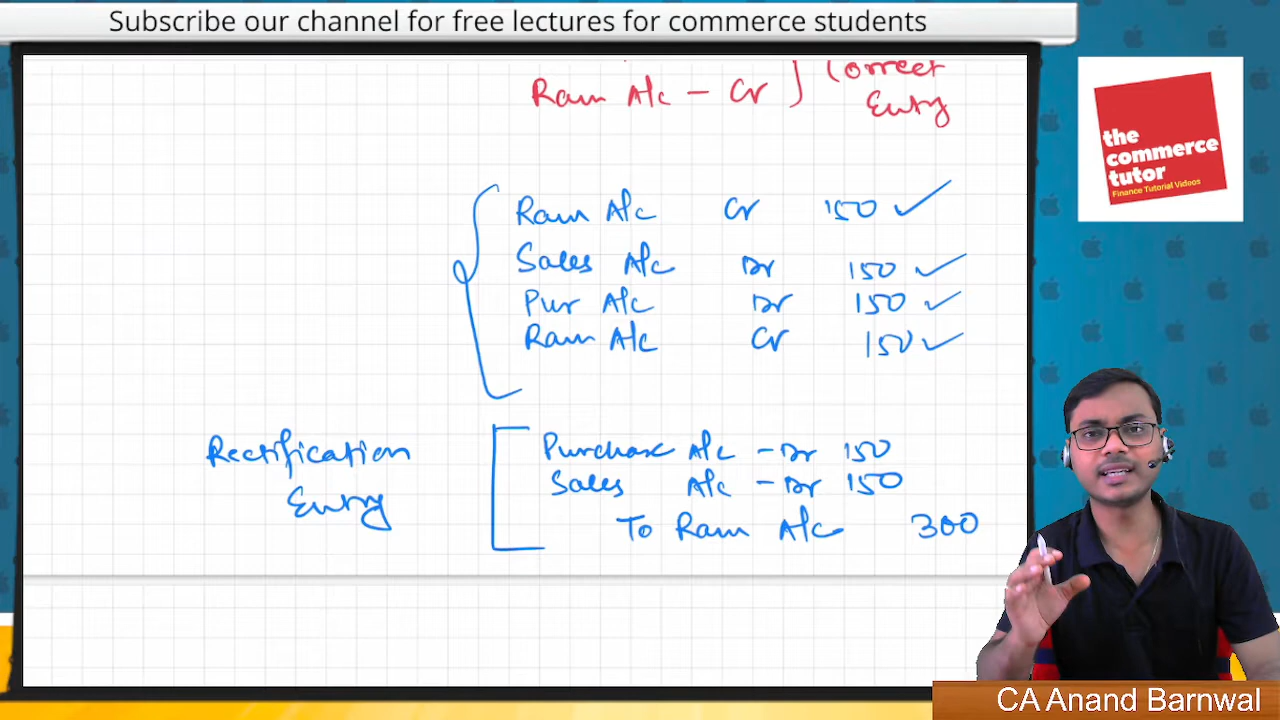 Subscribe our channel for free lectures for commerce students
Correct
Ram A/c - Cr
Entry
the
commerce
tutor
Finance Tutorial Videos
Ram A/c Cr 150 ✓
Sales A/c Dr 150 ✓
Pur A/c Dr 150 ✓
Ram A/c Cr 150 ✓
Rectification
Entry
Purchase A/c - Dr 150
Sales A/c - Dr 150
To Ram A/c 300
CA Anand Barnwal